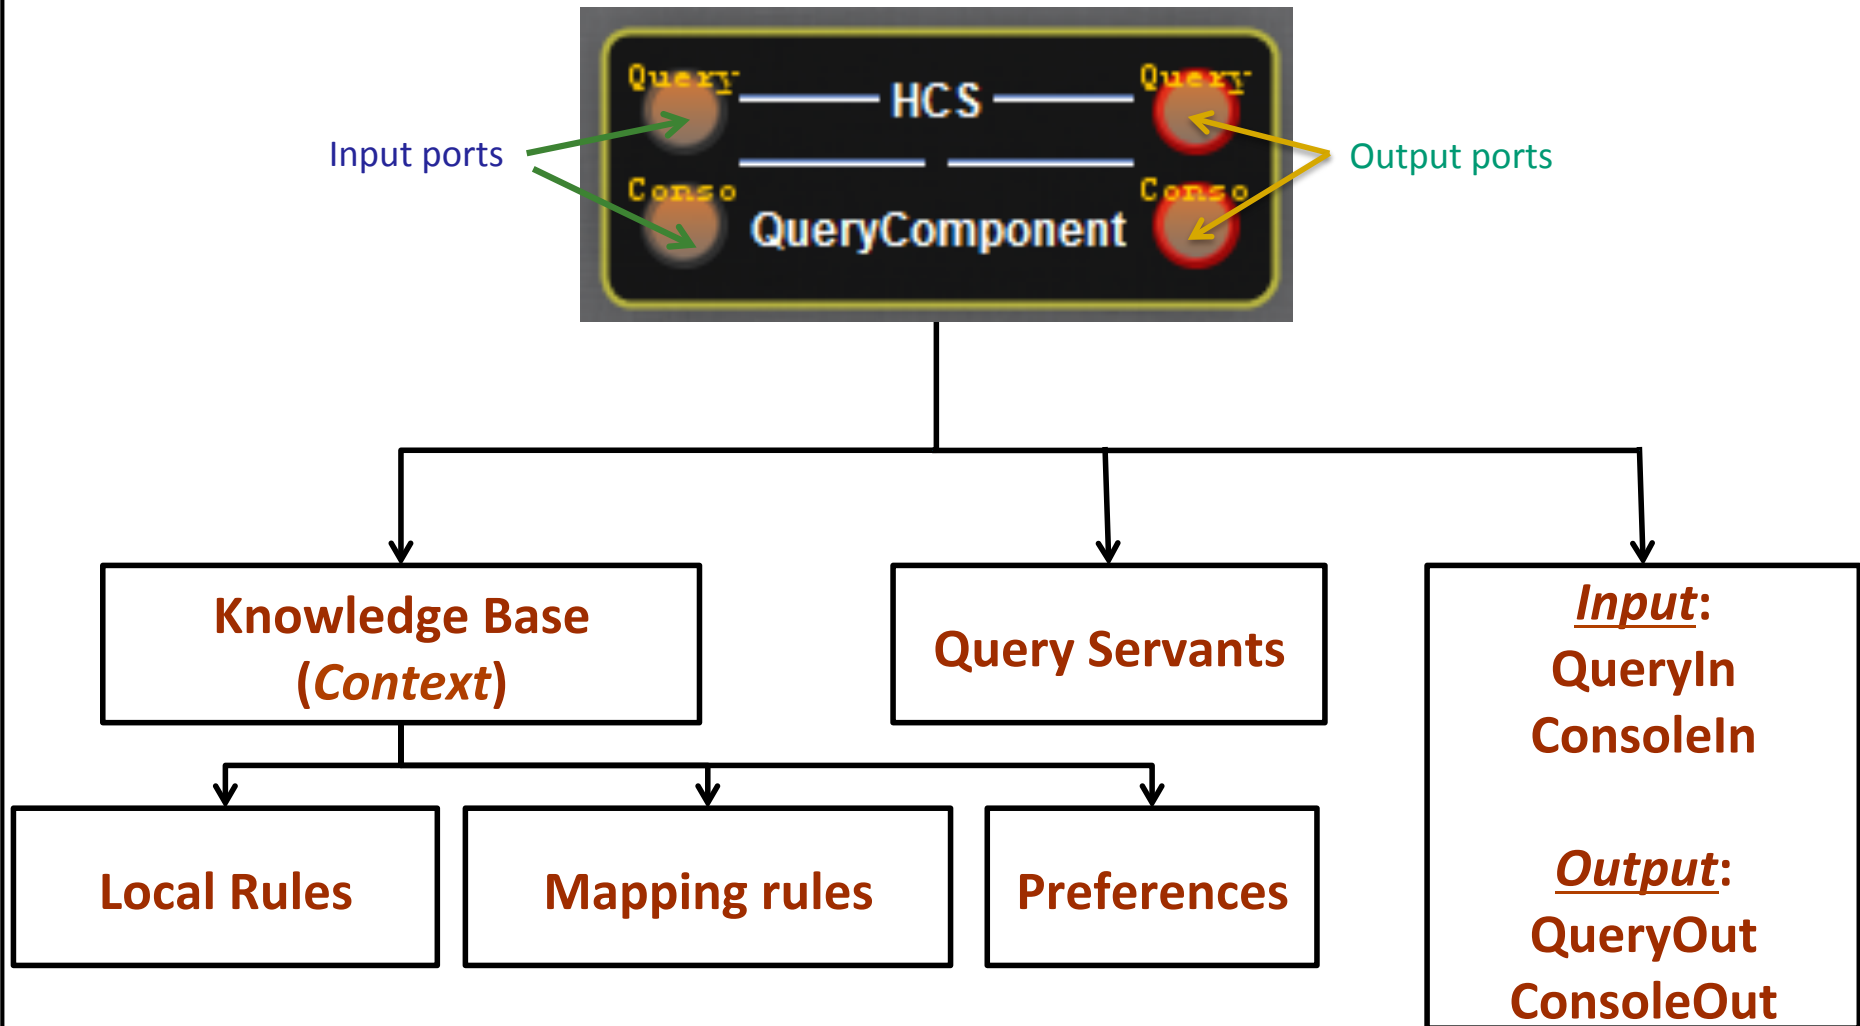 Query
HCS
Query
Input ports
Output ports
Conso
QueryComponent
Conso
Knowledge Base
(Context)
Query Servants
Input:
QueryIn
ConsoleIn
Output:
QueryOut
ConsoleOut
Local Rules
Mapping rules
Preferences